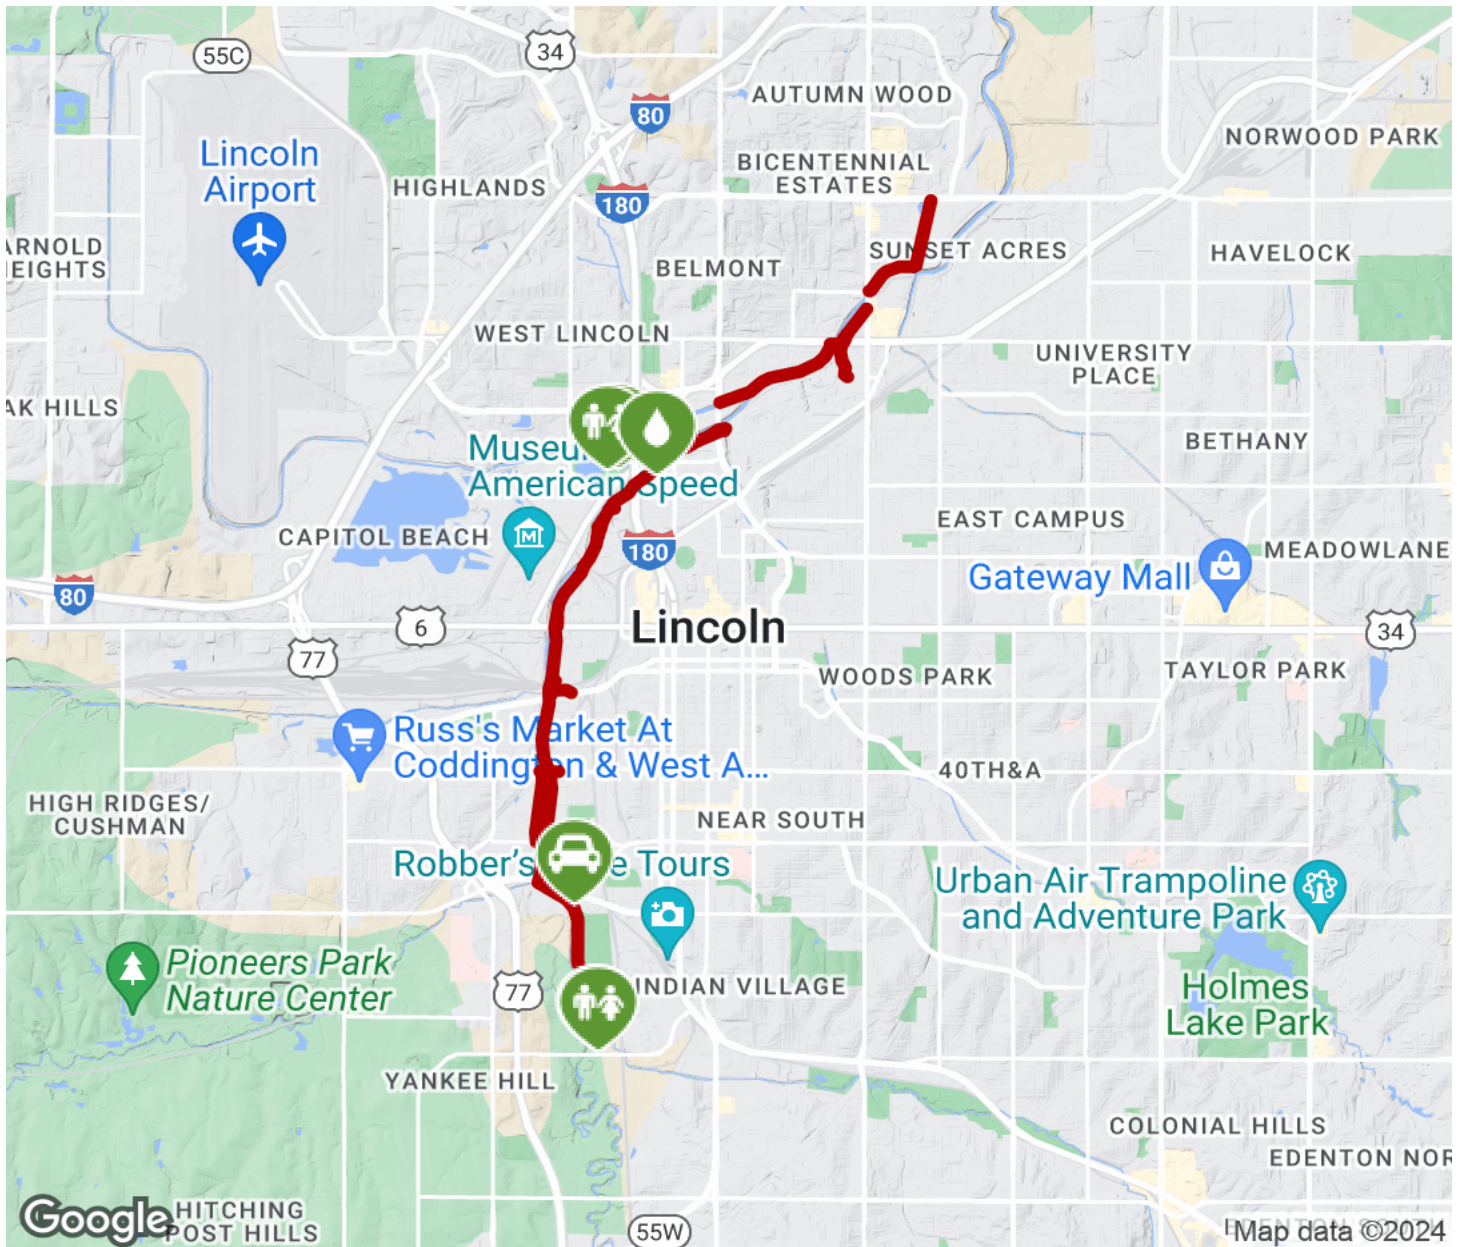 55C
34
80
AUTUMN WOOD
NORWOOD PARK
Lincoln
Airport
HIGHLANDS
BICENTENNIAL
ESTATES
180
ARNOLD
HEIGHTS
BELMONT
SUNSET ACRES
HAVELOCK
WEST LINCOLN
UNIVERSITY
PLACE
AK HILLS
BETHANY
Museu
American Speed
CAPITOL BEACH
EAST CAMPUS
MEADOWLANE
M
180
Gateway Mall
80
6
Lincoln
34
77
WOODS PARK
TAYLOR PARK
Russ's Market At
Coddington & West A...
40TH&A
HIGH RIDGES/
CUSHMAN
NEAR SOUTH
Robber's
e Tours
Urban Air Trampoline
and Adventure Park
Pioneers Park
Nature Center
77
INDIAN VILLAGE
Holmes
Lake Park
YANKEE HILL
COLONIAL HILLS
EDENTON NOR
Google
HITCHING
POST HILLS
55W
Map data ©2024